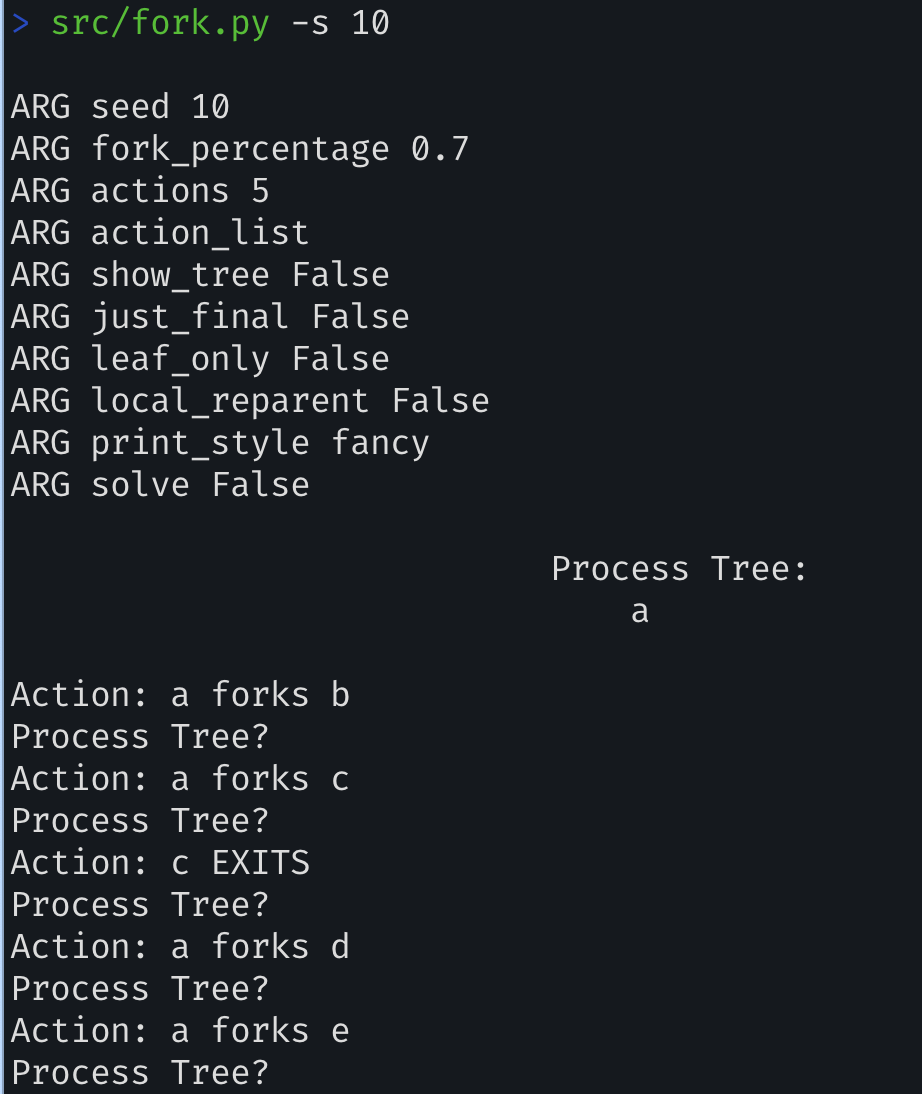 > src/fork.py -s 10
ARG seed 10
ARG fork_percentage 0.7
ARG actions 5
ARG action_list
ARG show_tree False
ARG just_final False
ARG leaf_only False
ARG local_reparent False
ARG print_style fancy
ARG solve False
Process Tree:
a
Action: a forks b
Process Tree?
Action: a forks c
Process Tree?
Action: c EXITS
Process Tree?
Action: a forks d
Process Tree?
Action: a forks e
Process Tree?